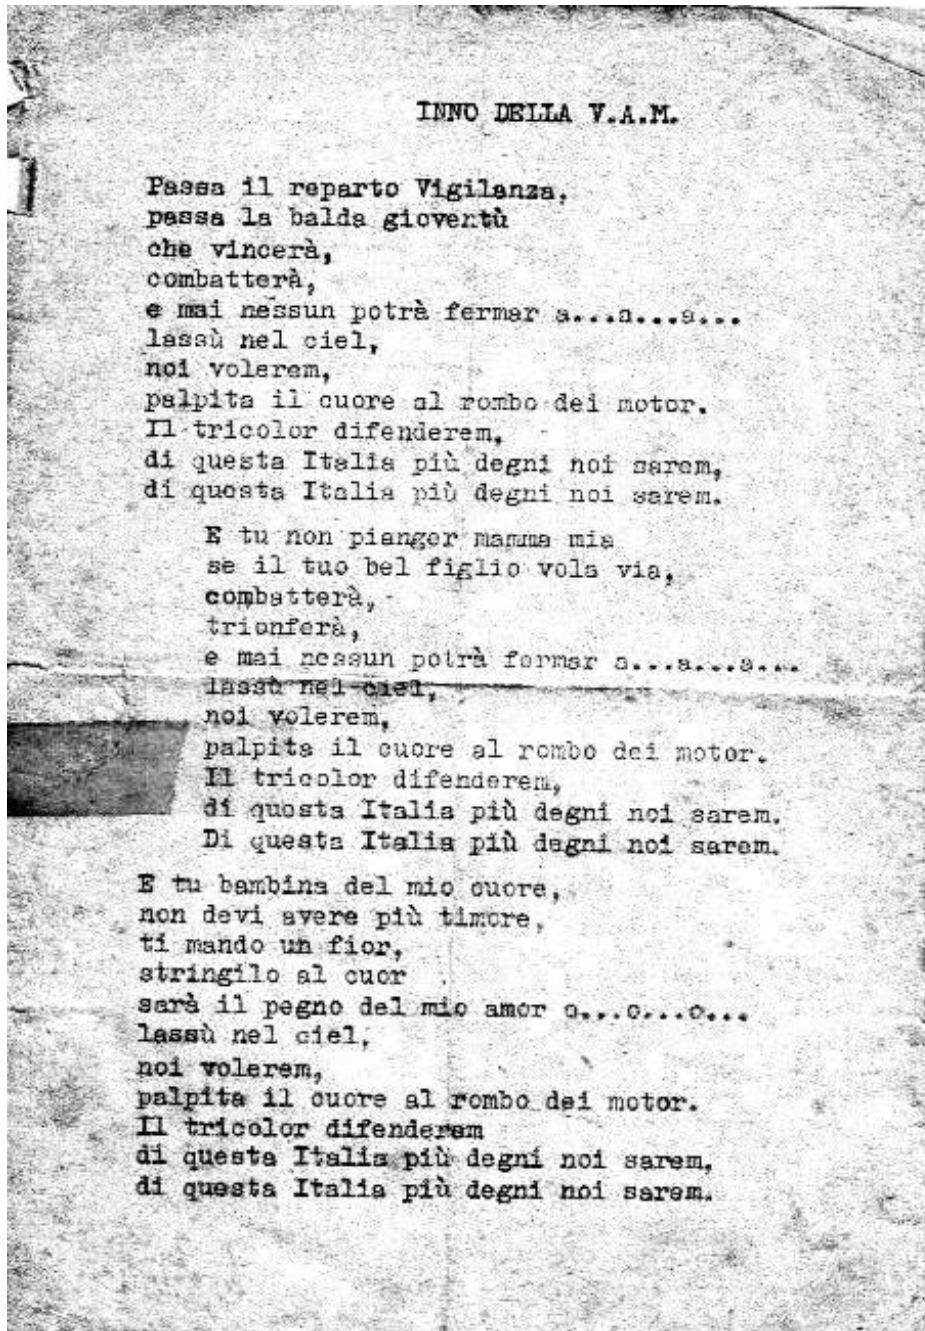 INNO DELLA V.A.M.
Passa il reparto Vigilanza,
passa la balda gioventù
che vincerà,
combatterà,
e mai nessun potrà fermar a...a...a...
lassù nel ciel,
noi volerem,
palpita il cuore al rombo dei motor.
Il tricolor difenderem,
di questa Italia più degni noi sarem,
di questa Italia più degni noi sarem.
E tu non pianger mamma mia
se il tuo bel figlio vola via,
combatterà,
trionferà,
e mai nessun potrà fermar a...a...a...
lassù nel ciel,
noi volerem,
palpita il cuore al rombo dei motor.
Il tricolor difenderem,
di questa Italia più degni noi sarem.
Di questa Italia più degni noi sarem.
E tu bambina del mio cuore,
non devi avere più timore,
ti mando un fior,
stringilo al cuor
sarà il pegno del mio amor o...o...o...
lassù nel ciel,
noi volerem,
palpita il cuore al rombo dei motor.
Il tricolor difenderem
di questa Italia più degni noi sarem,
di questa Italia più degni noi sarem.